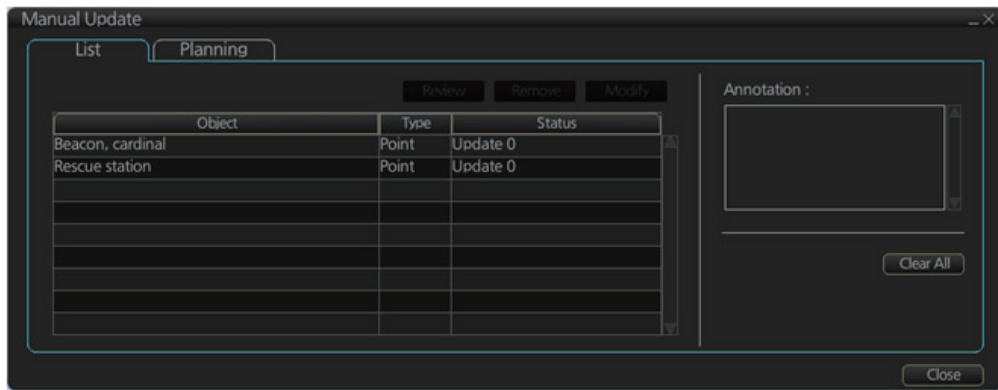 Manual Update
List Planning
Review Remove Modify
Annotation :
Object Type Status
Beacon, cardinal Point Update 0
Rescue station Point Update 0
Clear All
Close